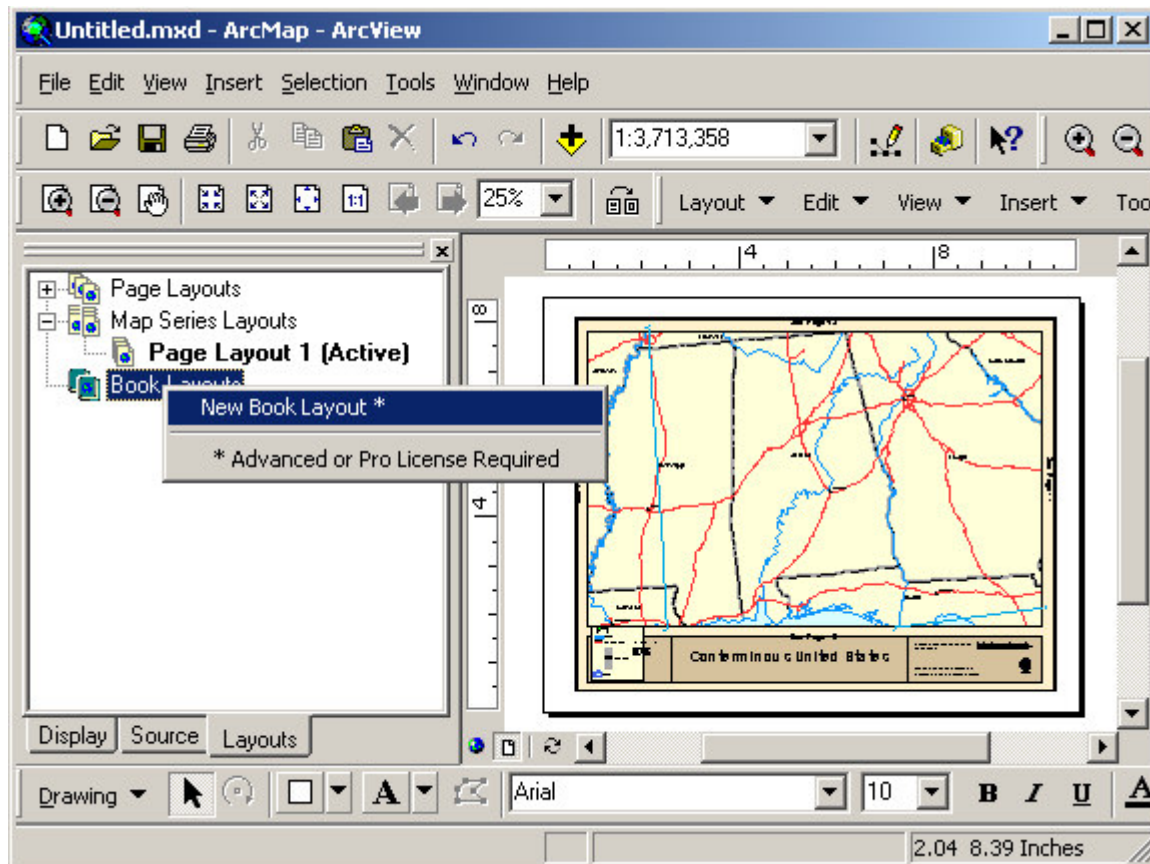 Untitled.mxd - ArcMap - ArcView
File Edit View Insert Selection Tools Window Help
1:3,713,358
1:1 25% Layout Edit View Insert Too
Page Layouts
Map Series Layouts
Page Layout 1 (Active)
Book Layouts
New Book Layout *
* Advanced or Pro License Required
4 8
8
4
Conterminous United States
Display Source Layouts
Drawing A Arial 10 B I U A
2.04 8.39 Inches